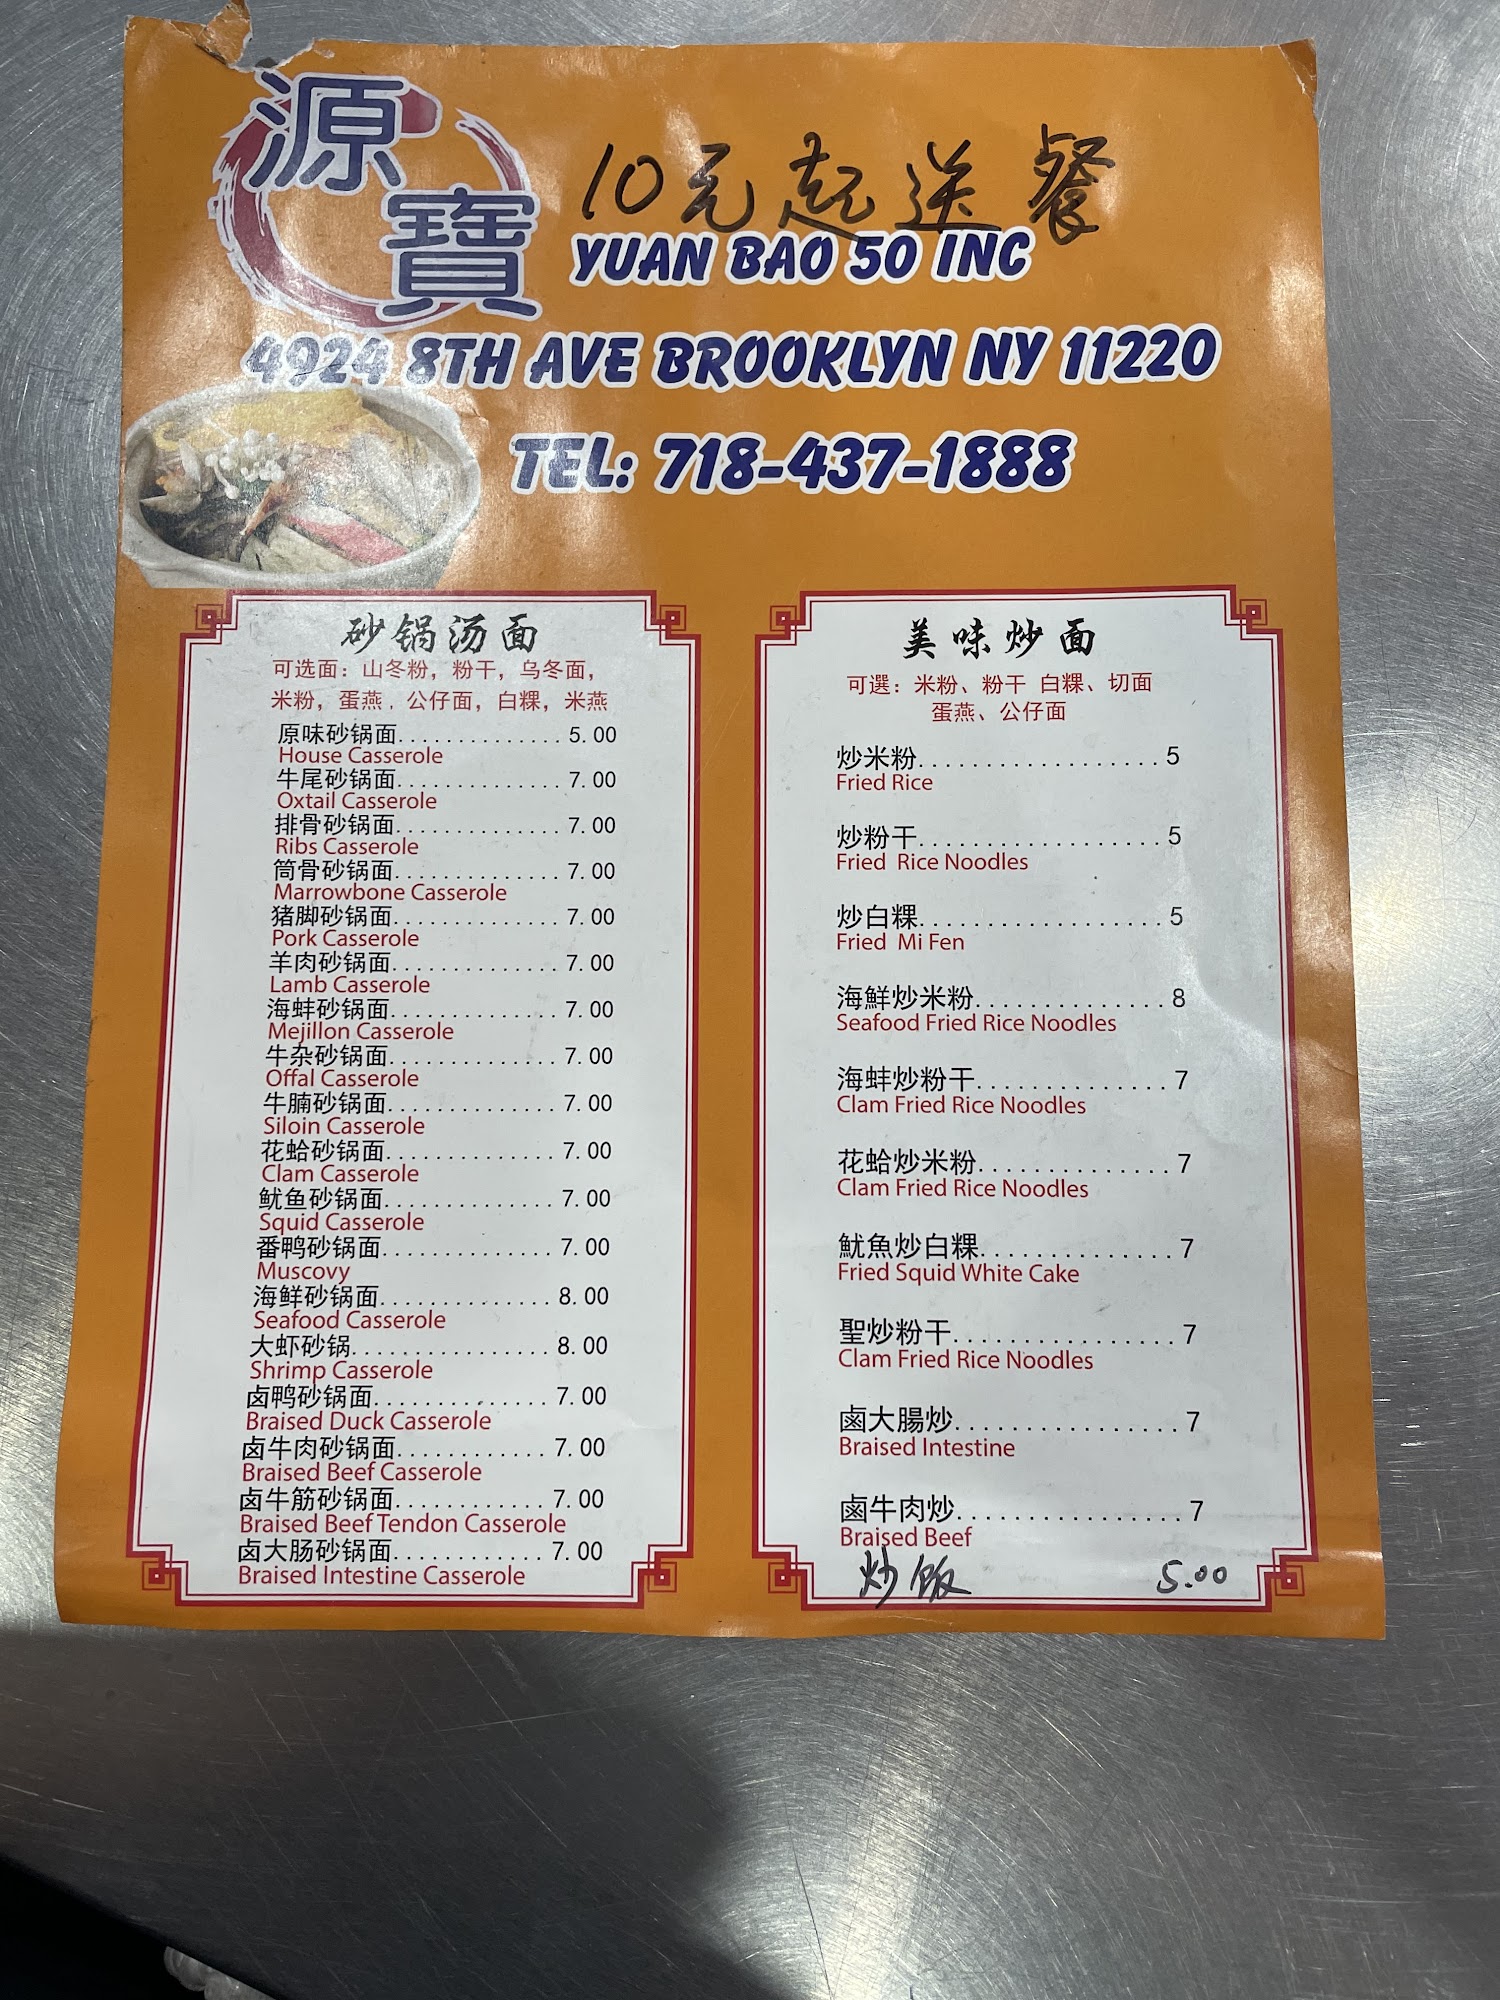 源
寶
10元起送餐
YUAN BAO 50 INC
4924 8TH AVE BROOKLYN NY 11220
TEL: 718-437-1888
砂锅汤面
可选面：山冬粉，粉干，乌冬面，
米粉，蛋燕，公仔面，白粿，米燕
原味砂锅面.............. 5.00
House Casserole
牛尾砂锅面.............. 7.00
Oxtail Casserole
排骨砂锅面.............. 7.00
Ribs Casserole
筒骨砂锅面.............. 7.00
Marrowbone Casserole
猪脚砂锅面.............. 7.00
Pork Casserole
羊肉砂锅面.............. 7.00
Lamb Casserole
海蚌砂锅面.............. 7.00
Mejillon Casserole
牛杂砂锅面.............. 7.00
Offal Casserole
牛腩砂锅面.............. 7.00
Siloin Casserole
花蛤砂锅面.............. 7.00
Clam Casserole
鱿鱼砂锅面.............. 7.00
Squid Casserole
番鸭砂锅面.............. 7.00
Muscovy
海鲜砂锅面.............. 8.00
Seafood Casserole
大虾砂锅................ 8.00
Shrimp Casserole
卤鸭砂锅面.............. 7.00
Braised Duck Casserole
卤牛肉砂锅面............ 7.00
Braised Beef Casserole
卤牛筋砂锅面............ 7.00
Braised Beef Tendon Casserole
卤大肠砂锅面............ 7.00
Braised Intestine Casserole
美味炒面
可選：米粉、粉干 白粿、切面
蛋燕、公仔面
炒米粉.................. 5
Fried Rice
炒粉干.................. 5
Fried Rice Noodles
炒白粿.................. 5
Fried Mi Fen
海鮮炒米粉.............. 8
Seafood Fried Rice Noodles
海蚌炒粉干.............. 7
Clam Fried Rice Noodles
花蛤炒米粉.............. 7
Clam Fried Rice Noodles
魷魚炒白粿.............. 7
Fried Squid White Cake
聖炒粉干................ 7
Clam Fried Rice Noodles
鹵大腸炒................ 7
Braised Intestine
鹵牛肉炒................ 7
Braised Beef
炒饭 5.00